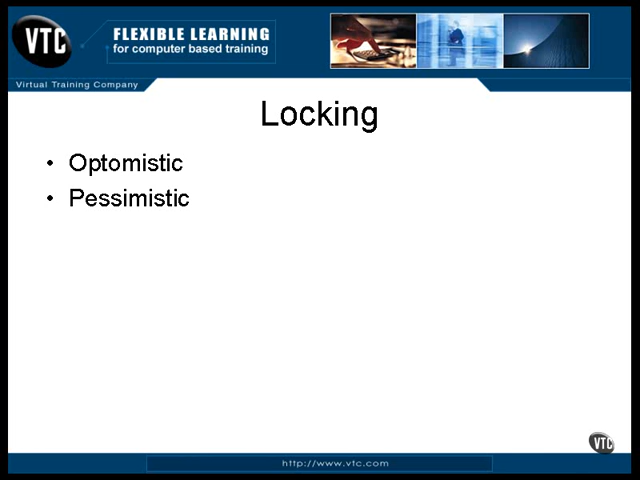 VTC
FLEXIBLE LEARNING
for computer based training
Virtual Training Company
Locking
• Optomistic
• Pessimistic
VTC
http://www.vtc.com